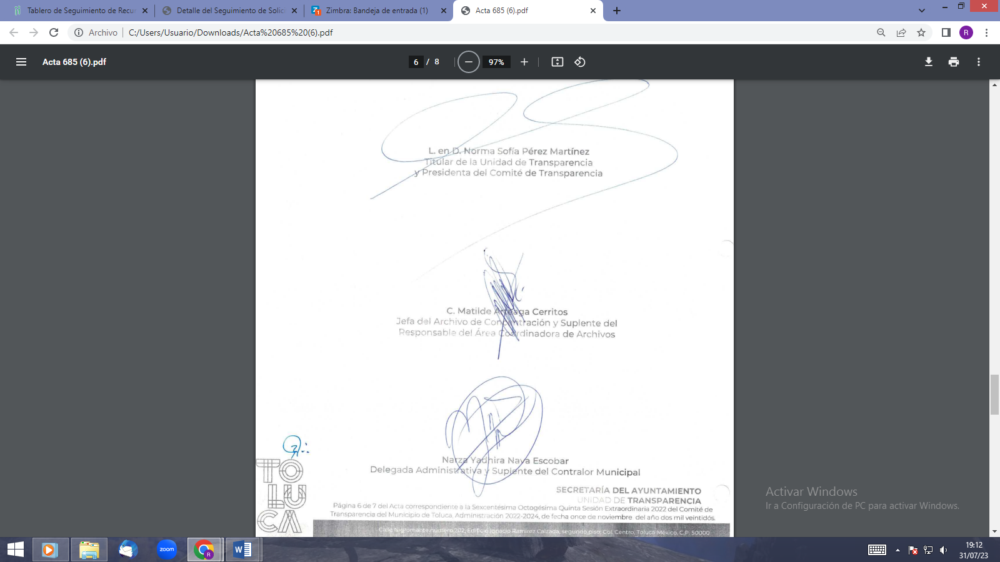 Tablero de Seguimiento de Recur
Detalle del Seguimiento de Solici
Zimbra: Bandeja de entrada (1)
Acta 685 (6).pdf
Archivo
C:/Users/Usuario/Downloads/Acta%20685%20(6).pdf
R
Acta 685 (6).pdf
6 / 8
97%
L. en D. Norma Sofía Pérez Martínez
Titular de la Unidad de Transparencia
y Presidenta del Comité de Transparencia
C. Matilde Arteaga Cerritos
Jefa del Archivo de Concentración y Suplente del
Responsable del Área Coordinadora de Archivos
Narza Yadhira Nava Escobar
Delegada Administrativa y Suplente del Contralor Municipal
TOLUCA
SECRETARÍA DEL AYUNTAMIENTO
UNIDAD DE TRANSPARENCIA
Página 6 de 7 del Acta correspondiente a la Sexcentésima Octogésima Quinta Sesión Extraordinaria 2022 del Comité de
Transparencia del Municipio de Toluca, Administración 2022-2024, de fecha once de noviembre del año dos mil veintidós.
Calle Nigromante número 202, Edificio Ignacio Ramírez Calzada, segundo piso, Col. Centro, Toluca México. C.P. 50000
Activar Windows
Ir a Configuración de PC para activar Windows.
zoom
R
19:12
31/07/23